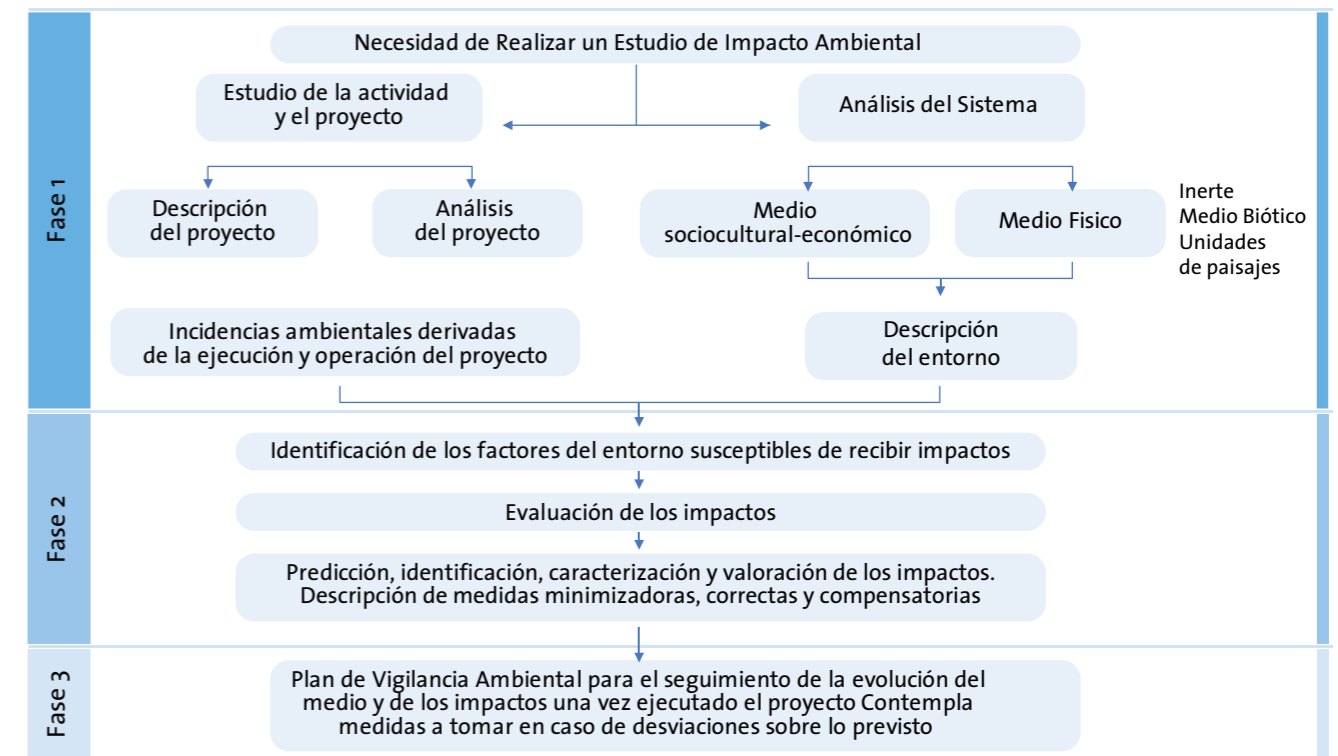 Fase 1
Necesidad de Realizar un Estudio de Impacto Ambiental
Estudio de la actividad
y el proyecto
Análisis del Sistema
Descripción
del proyecto
Análisis
del proyecto
Medio
sociocultural-económico
Medio Fisico
Inerte
Medio Biótico
Unidades
de paisajes
Incidencias ambientales derivadas
de la ejecución y operación del proyecto
Descripción
del entorno
Fase 2
Identificación de los factores del entorno susceptibles de recibir impactos
Evaluación de los impactos
Predicción, identificación, caracterización y valoración de los impactos.
Descripción de medidas minimizadoras, correctas y compensatorias
Fase 3
Plan de Vigilancia Ambiental para el seguimiento de la evolución del
medio y de los impactos una vez ejecutado el proyecto Contempla
medidas a tomar en caso de desviaciones sobre lo previsto